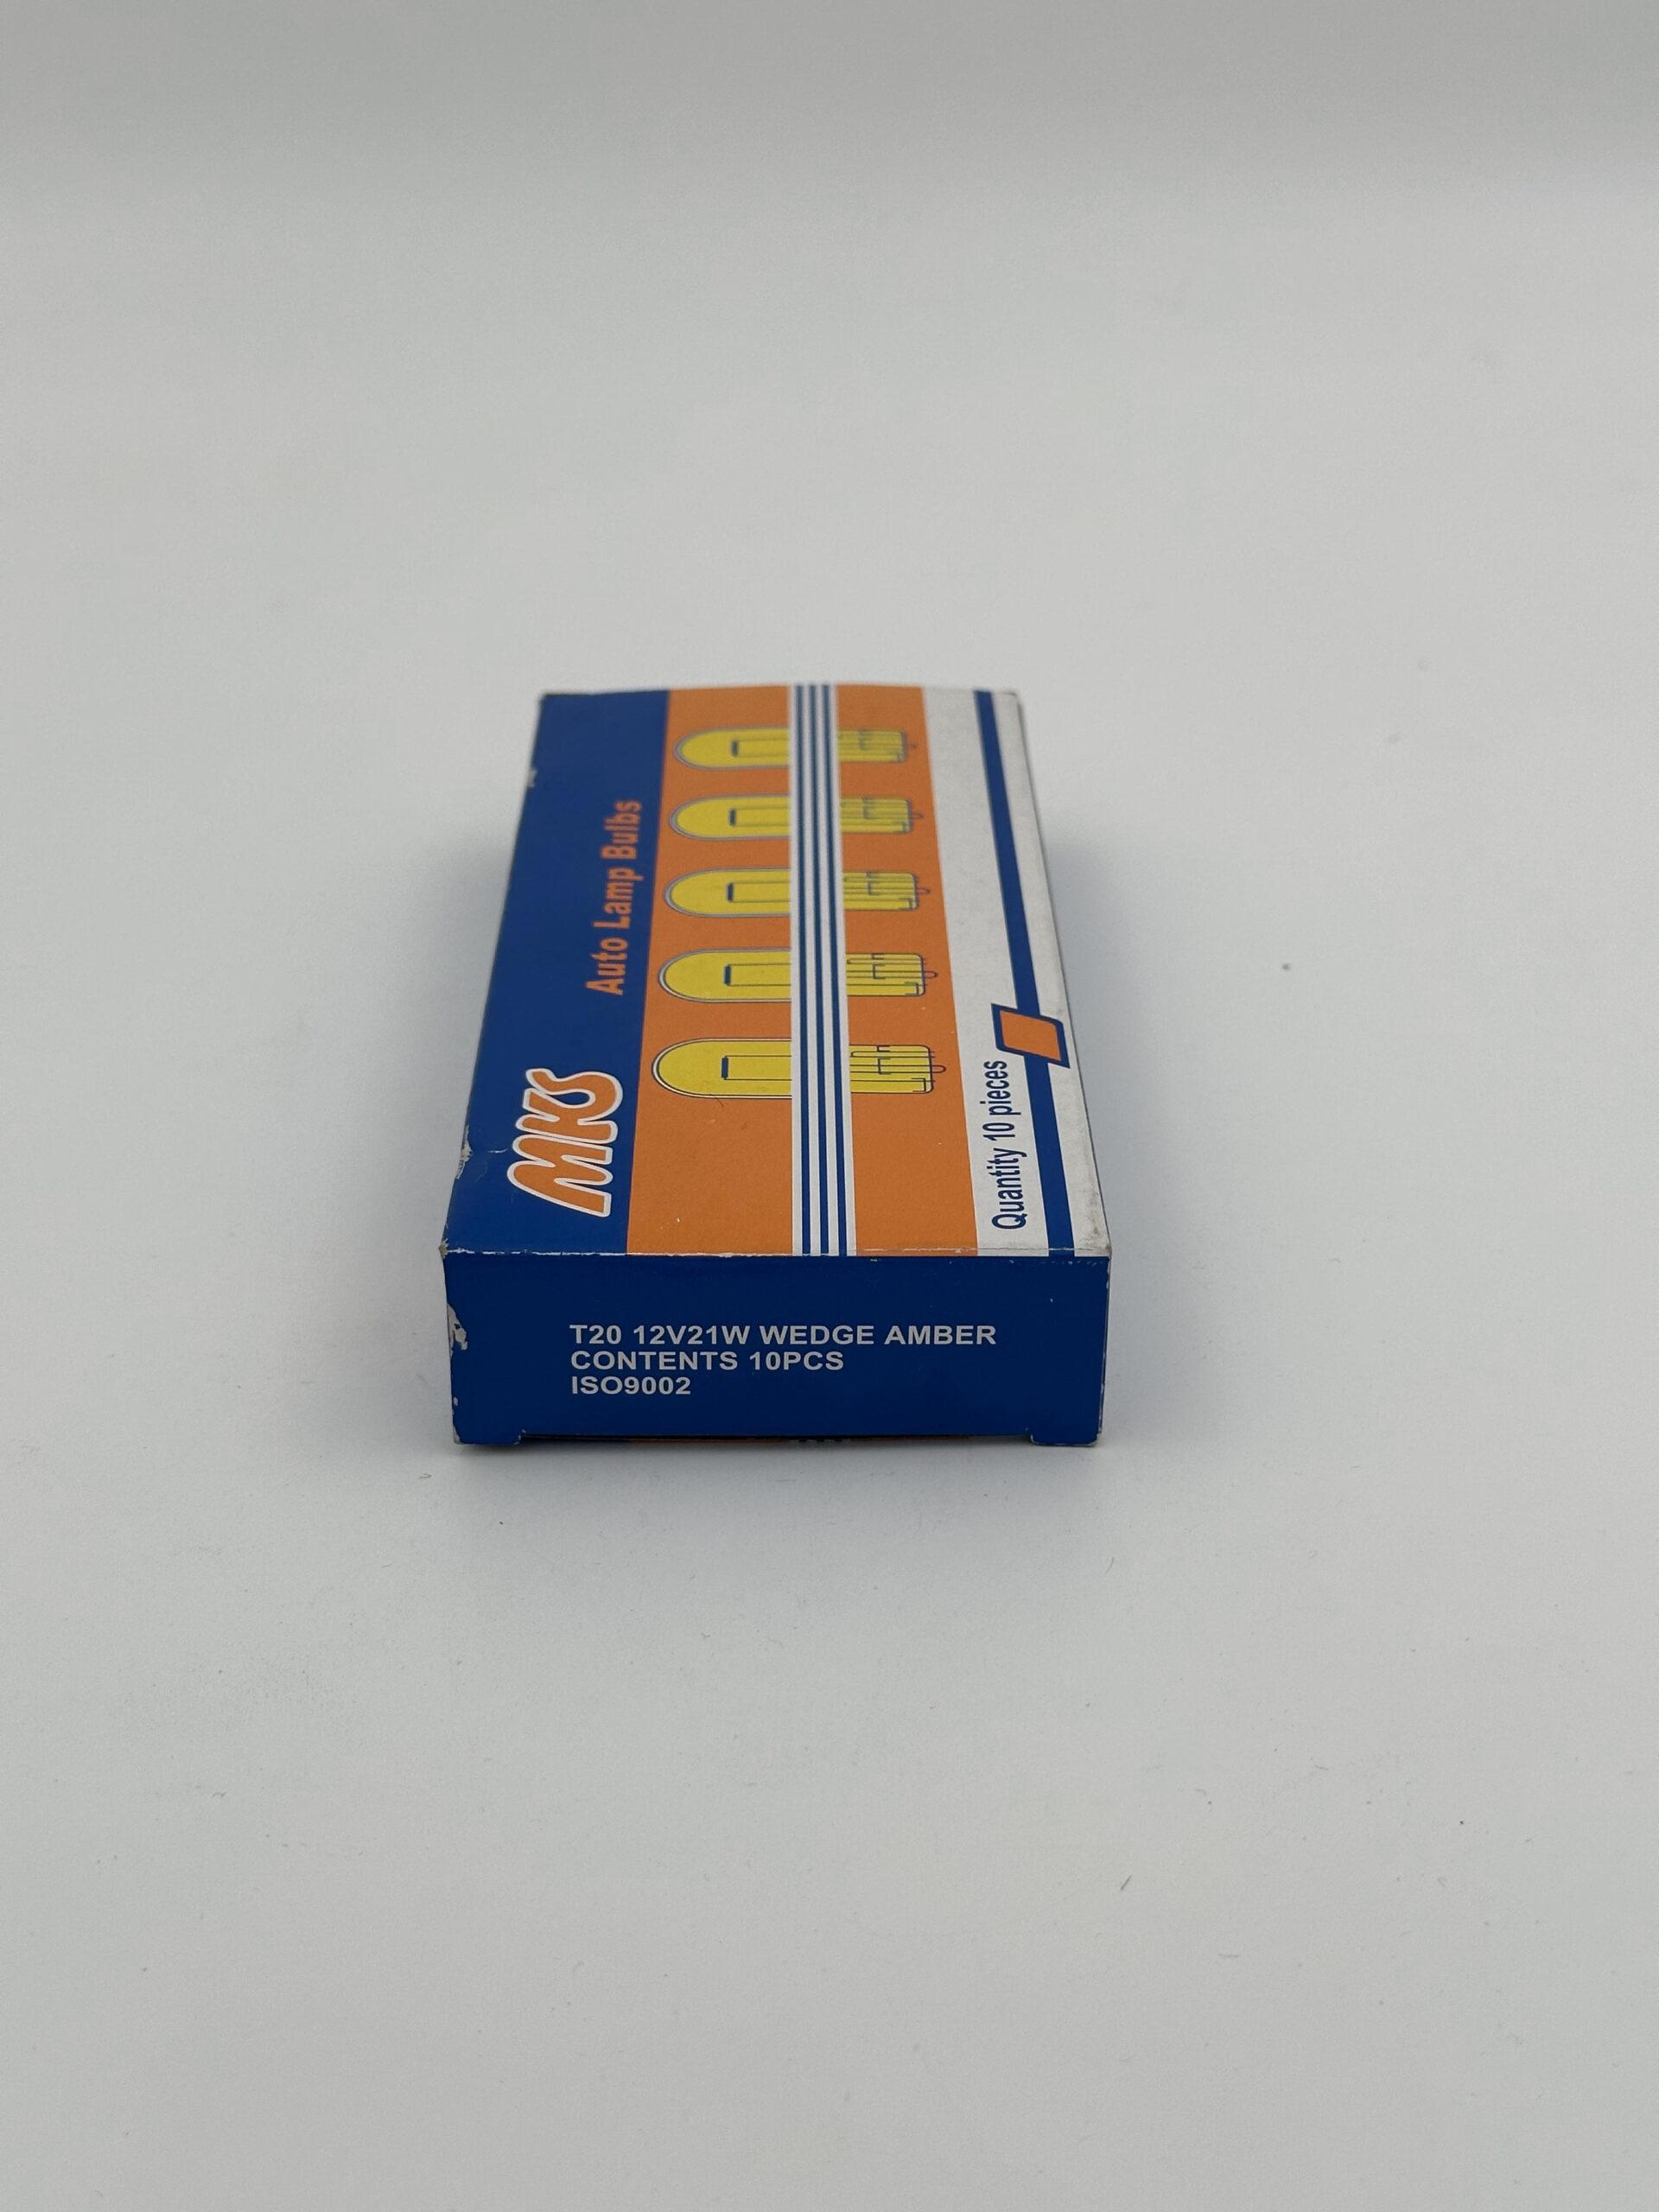 MKS
Auto Lamp Bulbs
Quantity 10 pieces
T20 12V21W WEDGE AMBER
CONTENTS 10PCS
ISO9002